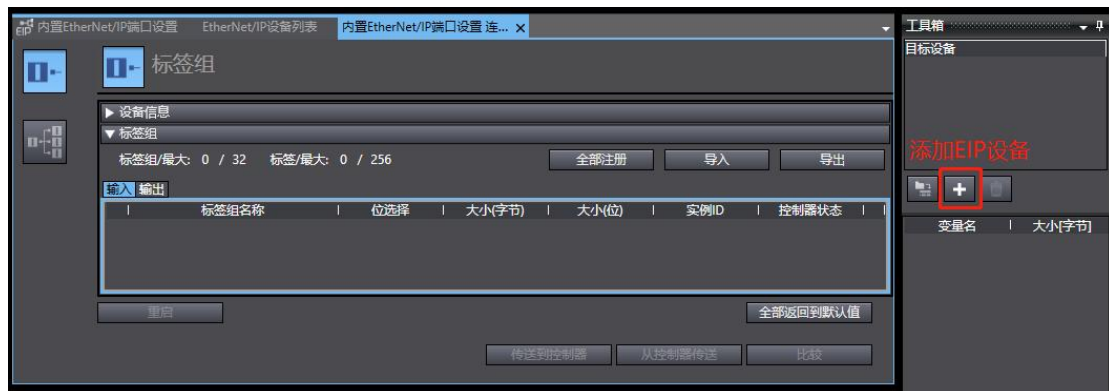 EIP 内置EtherNet/IP端口设置 EtherNet/IP设备列表 内置EtherNet/IP端口设置 连... x
标签组
▶ 设备信息
▼ 标签组
标签组/最大: 0 / 32 标签/最大: 0 / 256 全部注册 导入 导出
输入 输出
标签组名称 | 位选择 | 大小(字节) | 大小(位) | 实例ID | 控制器状态
重启 全部返回到默认值
传送到控制器 从控制器传送 比较
工具箱
目标设备
添加EIP设备
+
变量名 | 大小[字节]